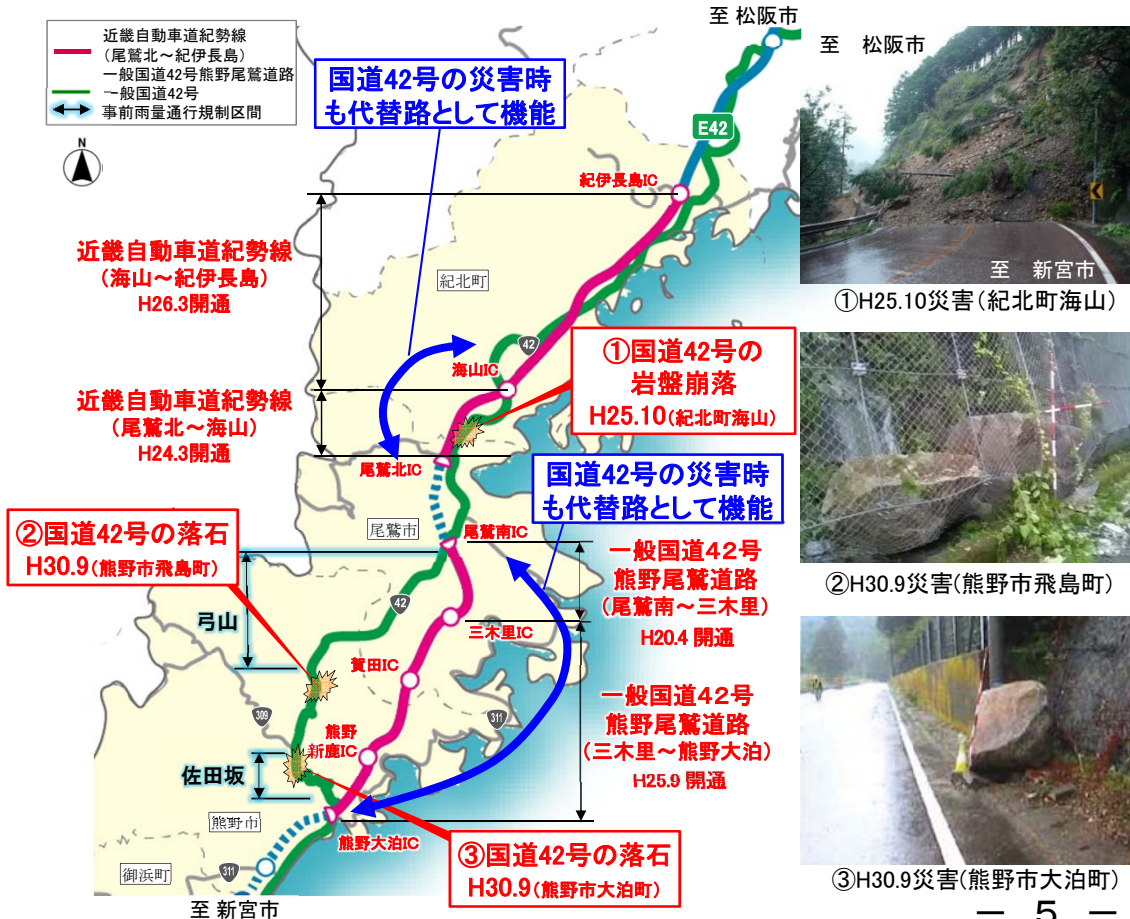 近畿自動車道紀勢線
(尾鷲北～紀伊長島)
一般国道42号熊野尾鷲道路
一般国道42号
事前雨量通行規制区間
N
国道42号の災害時
も代替路として機能
至 松阪市
E42
紀伊長島IC
近畿自動車道紀勢線
(海山～紀伊長島)
H26.3開通
紀北町
42
海山IC
①国道42号の
岩盤崩落
H25.10(紀北町海山)
近畿自動車道紀勢線
(尾鷲北～海山)
H24.3開通
尾鷲北IC
国道42号の災害時
も代替路として機能
②国道42号の落石
H30.9(熊野市飛鳥町)
尾鷲市
尾鷲南IC
一般国道42号
熊野尾鷲道路
(尾鷲南～三木里)
H20.4 開通
42
弓山
三木里IC
賀田IC
309
311
熊野
新鹿IC
一般国道42号
熊野尾鷲道路
(三木里～熊野大泊)
H25.9 開通
佐田坂
熊野市
熊野大泊IC
③国道42号の落石
H30.9(熊野市大泊町)
御浜町
311
至 新宮市
至 松阪市
至 新宮市
①H25.10災害(紀北町海山)
②H30.9災害(熊野市飛鳥町)
③H30.9災害(熊野市大泊町)
－ 5 －